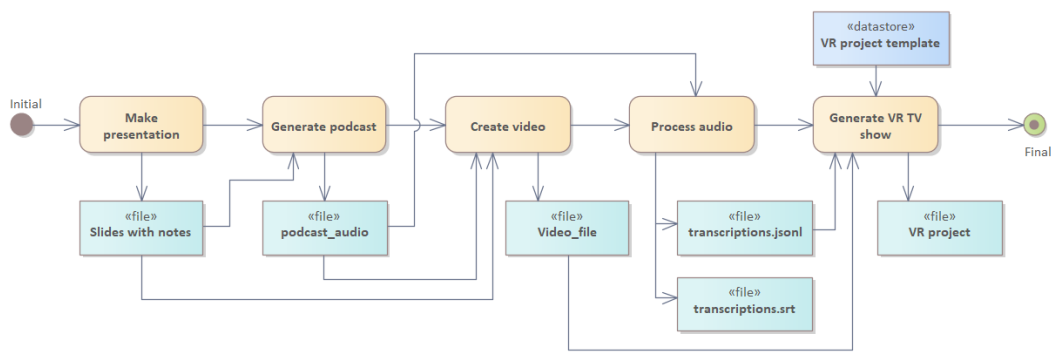 «datastore»
VR project template
Initial
Make
presentation
Generate podcast
Create video
Process audio
Generate VR TV
show
Final
«file»
Slides with notes
«file»
podcast_audio
«file»
Video_file
«file»
transcriptions.jsonl
«file»
VR project
«file»
transcriptions.srt